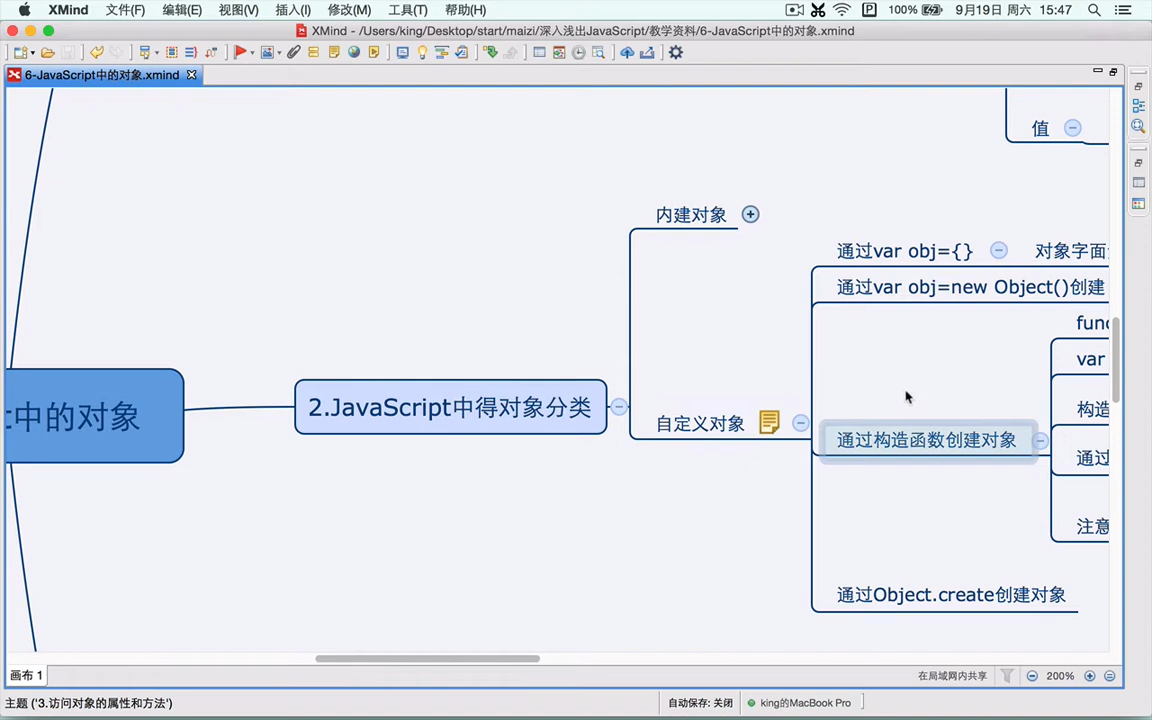 XMind 文件(F) 编辑(E) 视图(V) 插入(I) 修改(M) 工具(T) 帮助(H) 100% 9月19日 周六 15:47
XMind - /Users/king/Desktop/start/maizi/深入浅出JavaScript/教学资料/6-JavaScript中的对象.xmind
6-JavaScript中的对象.xmind
值
内建对象
通过var obj={}
对象字面
通过var obj=new Object()创建
func
var
构造
通过
注意
中的对象
2.JavaScript中得对象分类
自定义对象
通过构造函数创建对象
通过Object.create创建对象
画布 1
在局域网内共享
200%
主题 ('3.访问对象的属性和方法')
自动保存: 关闭
king的MacBook Pro